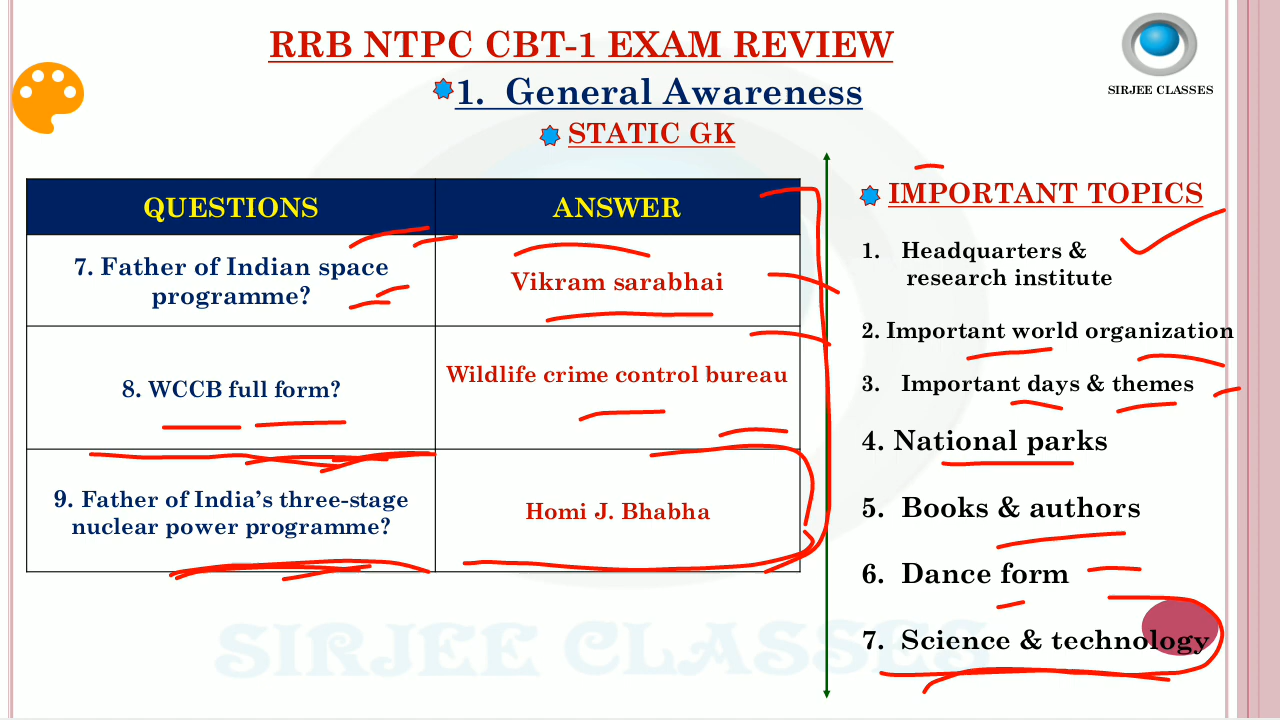 RRB NTPC CBT-1 EXAM REVIEW
1. General Awareness
STATIC GK
SIRJEE CLASSES
QUESTIONS
ANSWER
7. Father of Indian space
programme?
Vikram sarabhai
8. WCCB full form?
Wildlife crime control bureau
9. Father of India's three-stage
nuclear power programme?
Homi J. Bhabha
IMPORTANT TOPICS
1. Headquarters &
research institute
2. Important world organization
3. Important days & themes
4. National parks
5. Books & authors
6. Dance form
7. Science & technology
SIRJEE CLASSES